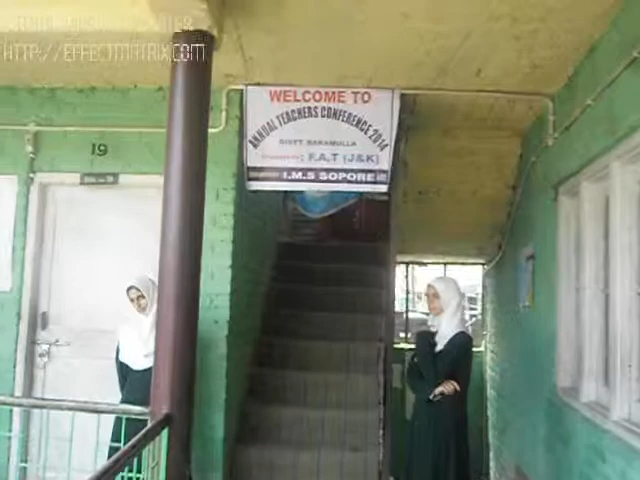 HTTP://EFFECTMATRIX.COM
19
WELCOME TO
ANNUAL TEACHERS CONFERENCE 2014
DISTT. BARAMULLA
F.A.T (J&K)
I.M.S SOPORE